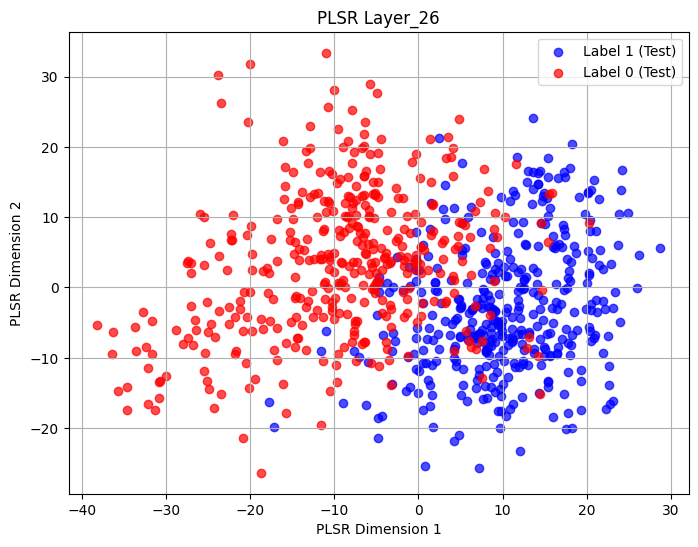 PLSR Layer_26
Label 1 (Test)
Label 0 (Test)
30
20
10
0
−10
−20
PLSR Dimension 2
−40
−30
−20
−10
0
10
20
30
PLSR Dimension 1